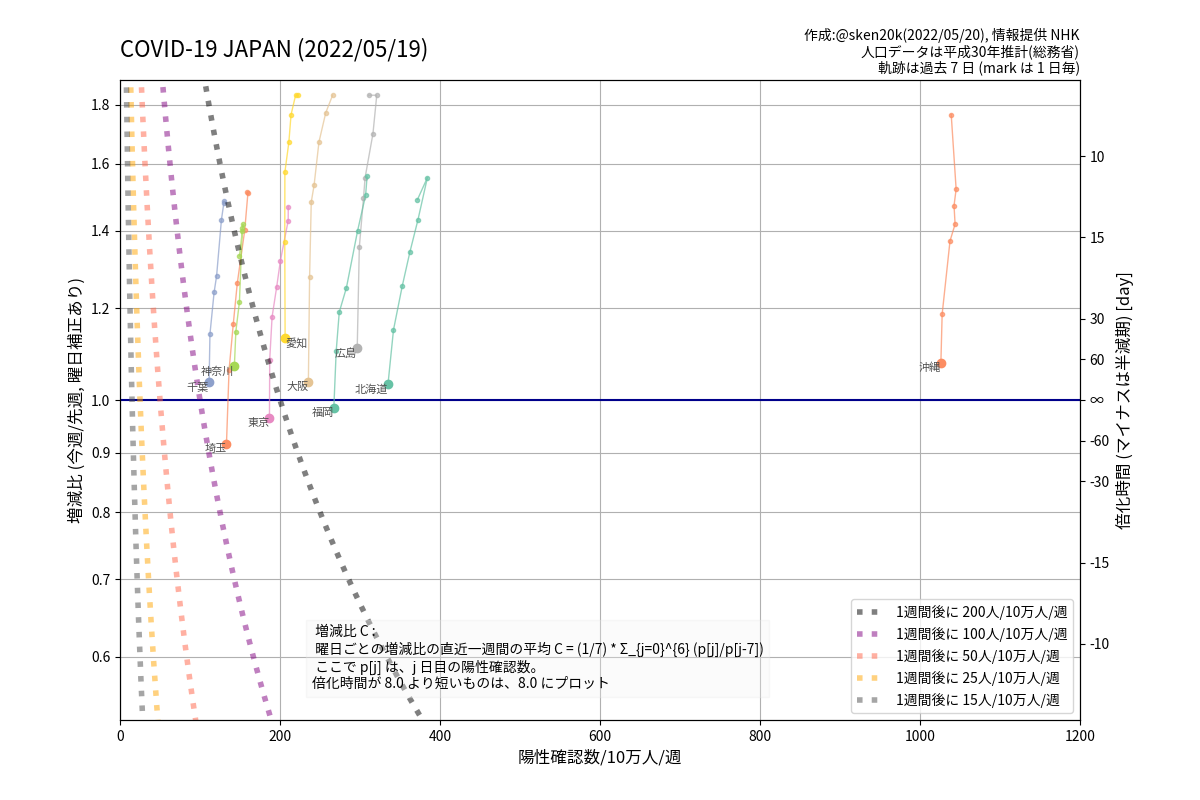 COVID-19 JAPAN (2022/05/19)
作成:@sken20k(2022/05/20), 情報提供 NHK
人口データは平成30年推計(総務省)
軌跡は過去 7 日 (mark は 1 日毎)
増減比 (今週/先週, 曜日補正あり)
1.8
1.6
1.4
1.2
1.0
0.9
0.8
0.7
0.6
愛知
広島
神奈川
千葉
大阪
北海道
福岡
東京
埼玉
沖縄
10
15
30
60
∞
-60
-30
-15
-10
倍化時間 (マイナスは半減期) [day]
増減比 C :
曜日ごとの増減比の直近一週間の平均 C = (1/7) * Σ_{j=0}^{6} (p[j]/p[j-7])
ここで p[j] は、j 日目の陽性確認数。
倍化時間が 8.0 より短いものは、8.0 にプロット
1週間後に 200人/10万人/週
1週間後に 100人/10万人/週
1週間後に 50人/10万人/週
1週間後に 25人/10万人/週
1週間後に 15人/10万人/週
0 200 400 600 800 1000 1200
陽性確認数/10万人/週